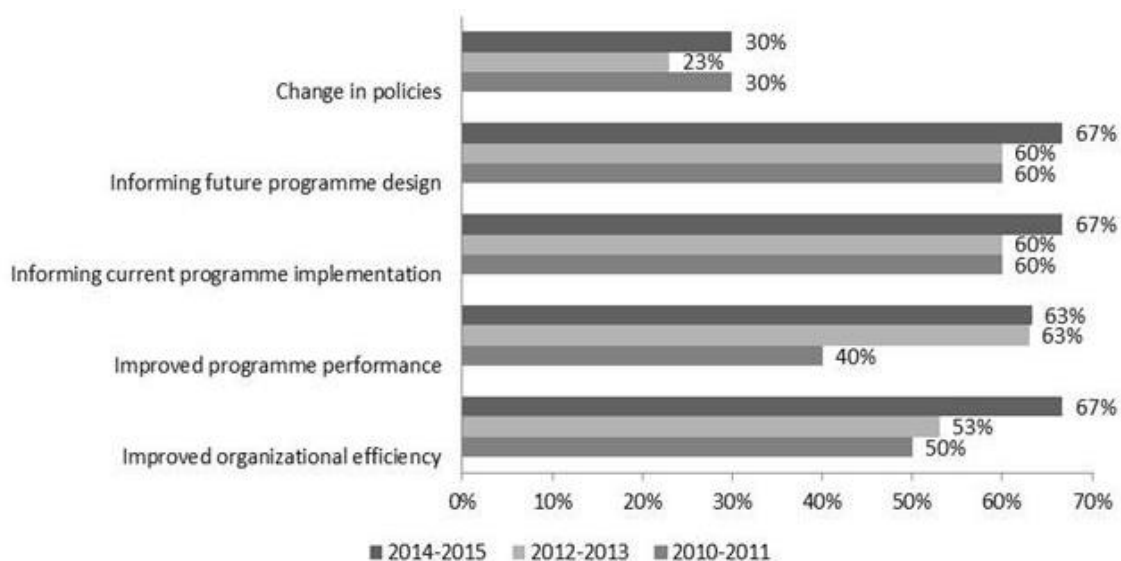 30%
23%
Change in policies 30%
67%
60%
Informing future programme design 60%
67%
60%
Informing current programme implementation 60%
63%
63%
Improved programme performance 40%
67%
53%
Improved organizational efficiency 50%
0% 10% 20% 30% 40% 50% 60% 70%
2014-2015 2012-2013 2010-2011